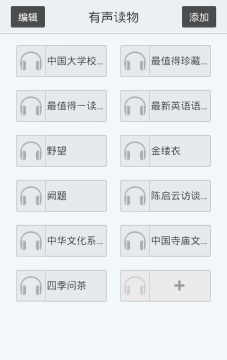 编辑 有声读物 添加
中国大学校... 最值得珍藏...
最值得一读... 最新英语语...
野望 金缕衣
阙题 陈启云访谈...
中华文化系... 中国寺庙文...
四季问茶 +